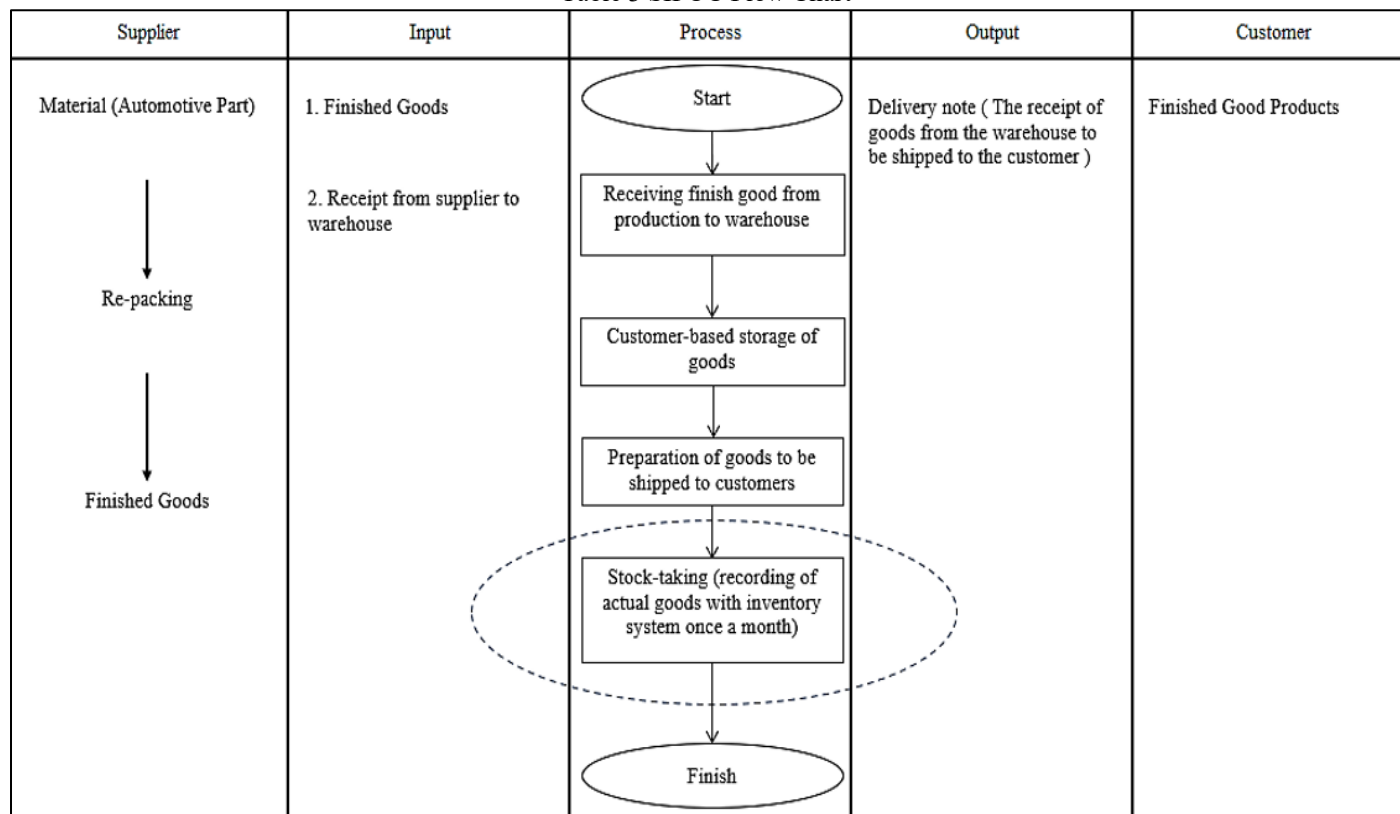 Supplier
Input
Process
Output
Customer
Material (Automotive Part)
Re-packing
Finished Goods
1. Finished Goods
2. Receipt from supplier to
warehouse
Start
Receiving finish good from
production to warehouse
Customer-based storage of
goods
Preparation of goods to be
shipped to customers
Stock-taking (recording of
actual goods with inventory
system once a month)
Finish
Delivery note ( The receipt of
goods from the warehouse to
be shipped to the customer )
Finished Good Products